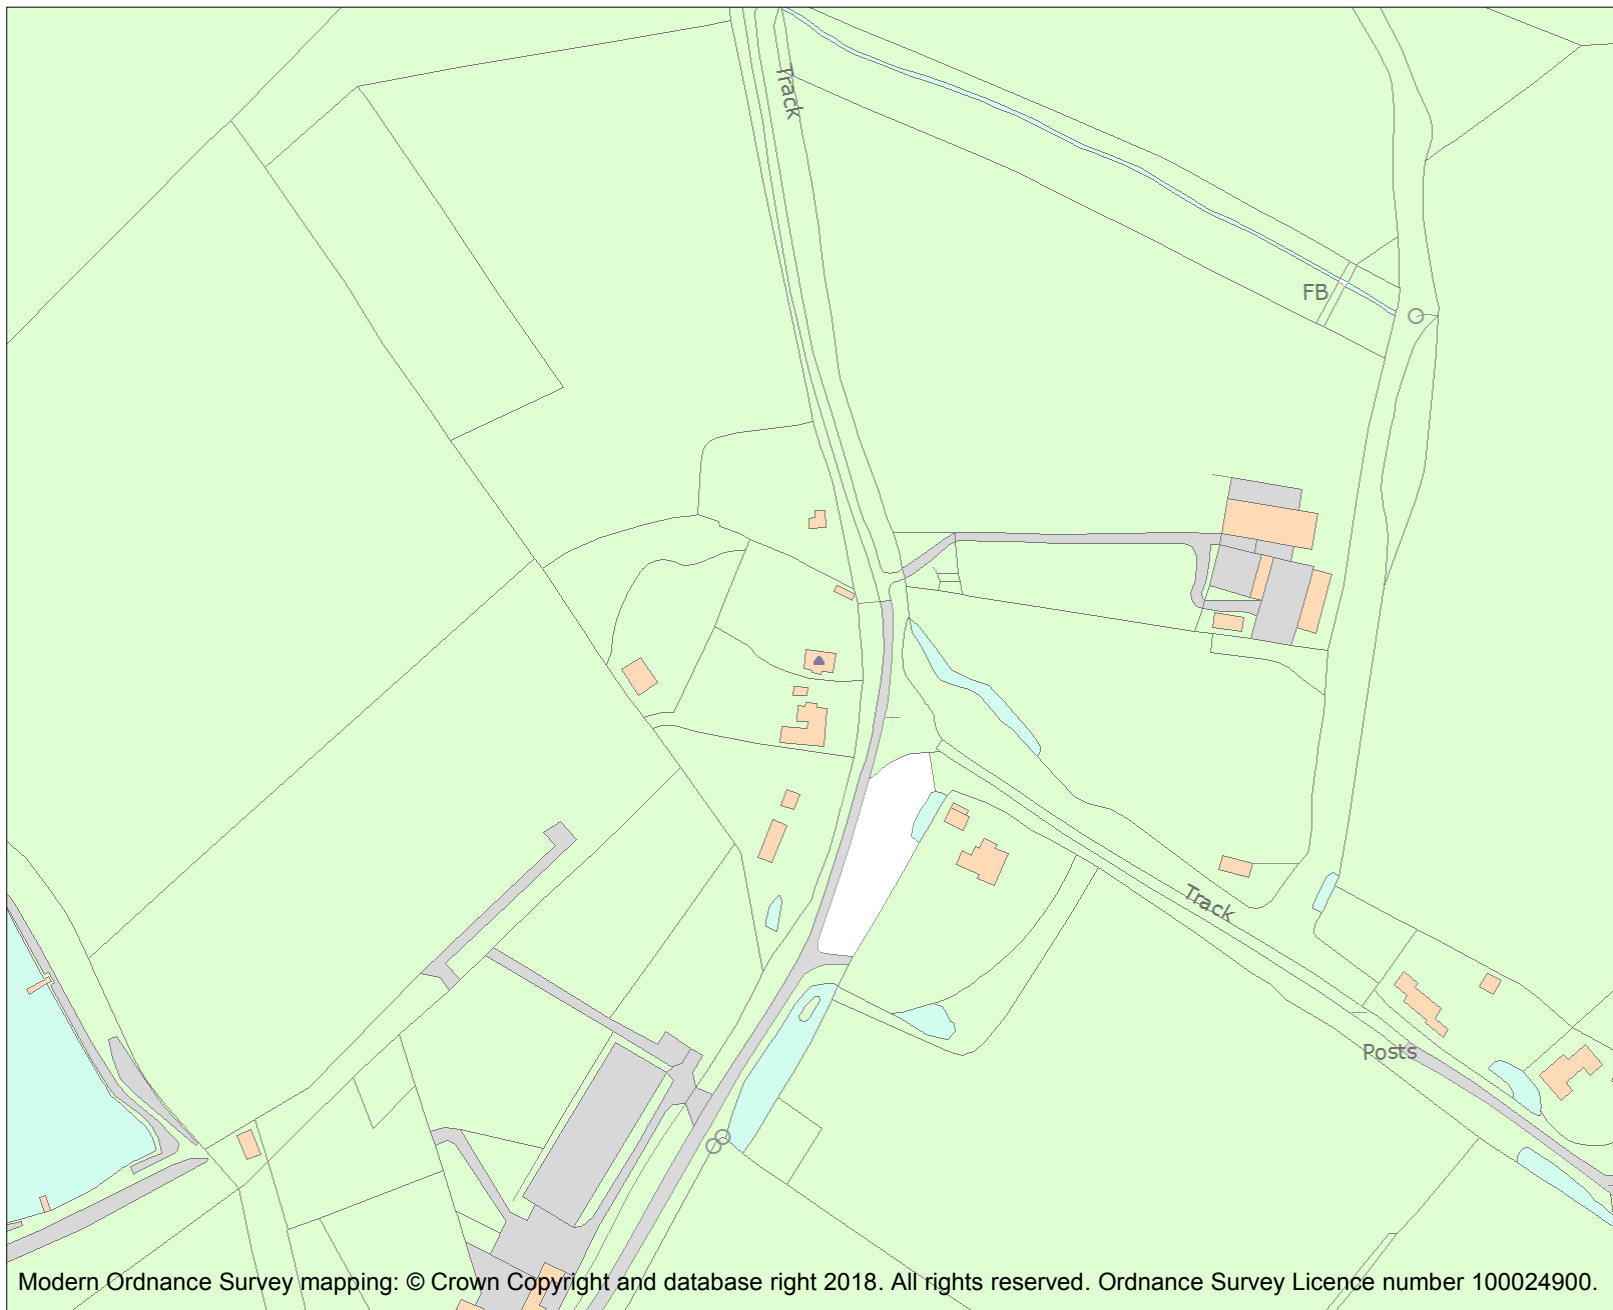 Track
FB
Track
Posts
Modern Ordnance Survey mapping: © Crown Copyright and database right 2018. All rights reserved. Ordnance Survey Licence number 100024900.